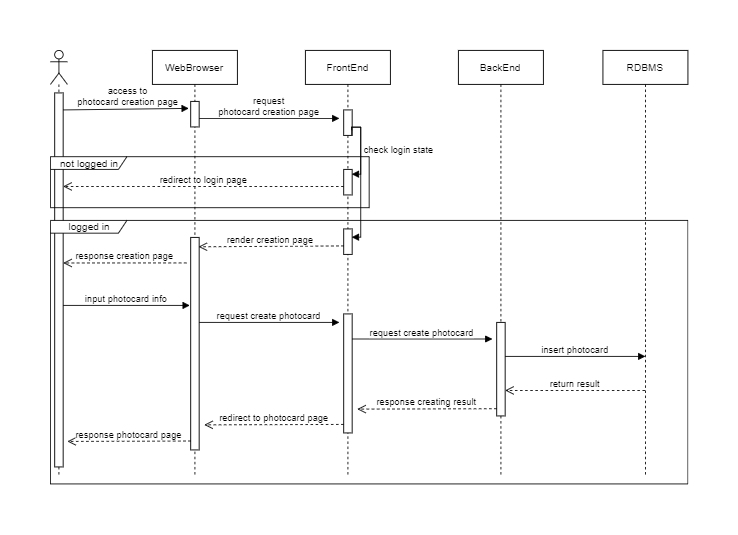 WebBrowser
FrontEnd
BackEnd
RDBMS
access to
photocard creation page
request
photocard creation page
check login state
not logged in
redirect to login page
logged in
render creation page
response creation page
input photocard info
request create photocard
request create photocard
insert photocard
return result
response creating result
redirect to photocard page
response photocard page